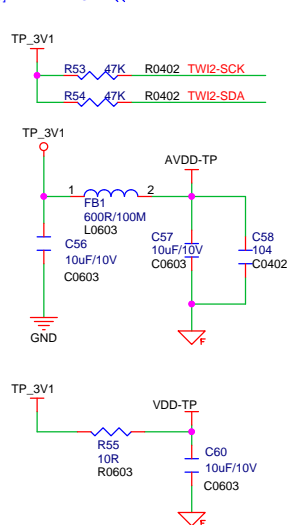 TP_3V1
R53 47K R0402 TWI2-SCK
R54 47K R0402 TWI2-SDA
TP_3V1
AVDD-TP
1 2
FB1
600R/100M
L0603
C56
10uF/10V
C0603
C57
10uF/10V
C0603
C58
104
C0402
GND
F
TP_3V1
VDD-TP
R55
10R
R0603
C60
10uF/10V
C0603
F